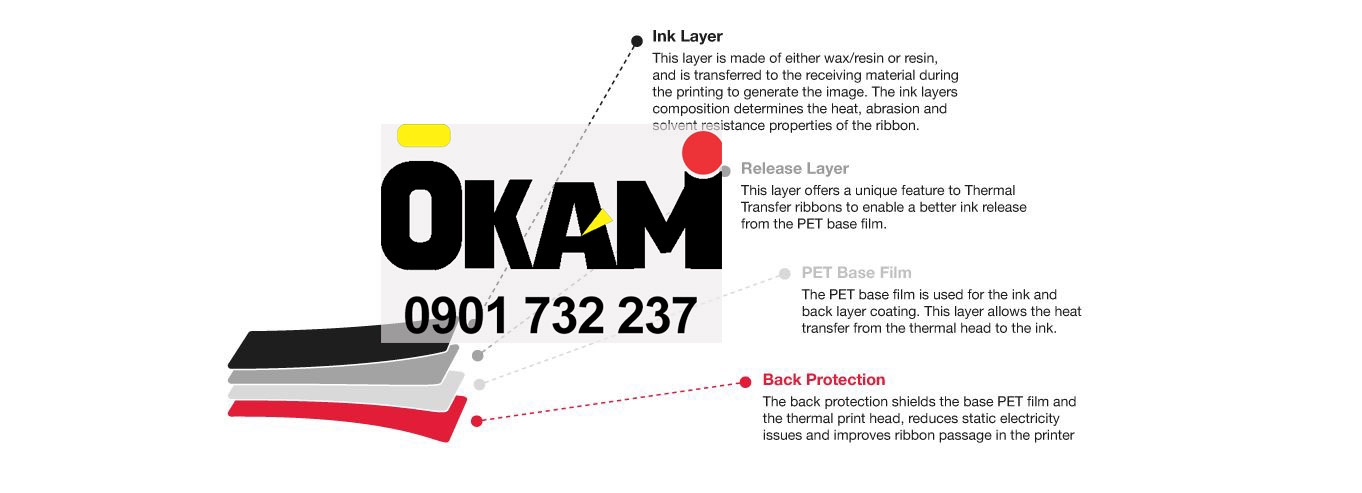 Ink Layer
This layer is made of either wax/resin or resin,
and is transferred to the receiving material during
the printing to generate the image. The ink layers
composition determines the heat, abrasion and
solvent resistance properties of the ribbon.
Release Layer
This layer offers a unique feature to Thermal
Transfer ribbons to enable a better ink release
from the PET base film.
OKAM
0901 732 237
PET Base Film
The PET base film is used for the ink and
back layer coating. This layer allows the heat
transfer from the thermal head to the ink.
Back Protection
The back protection shields the base PET film and
the thermal print head, reduces static electricity
issues and improves ribbon passage in the printer